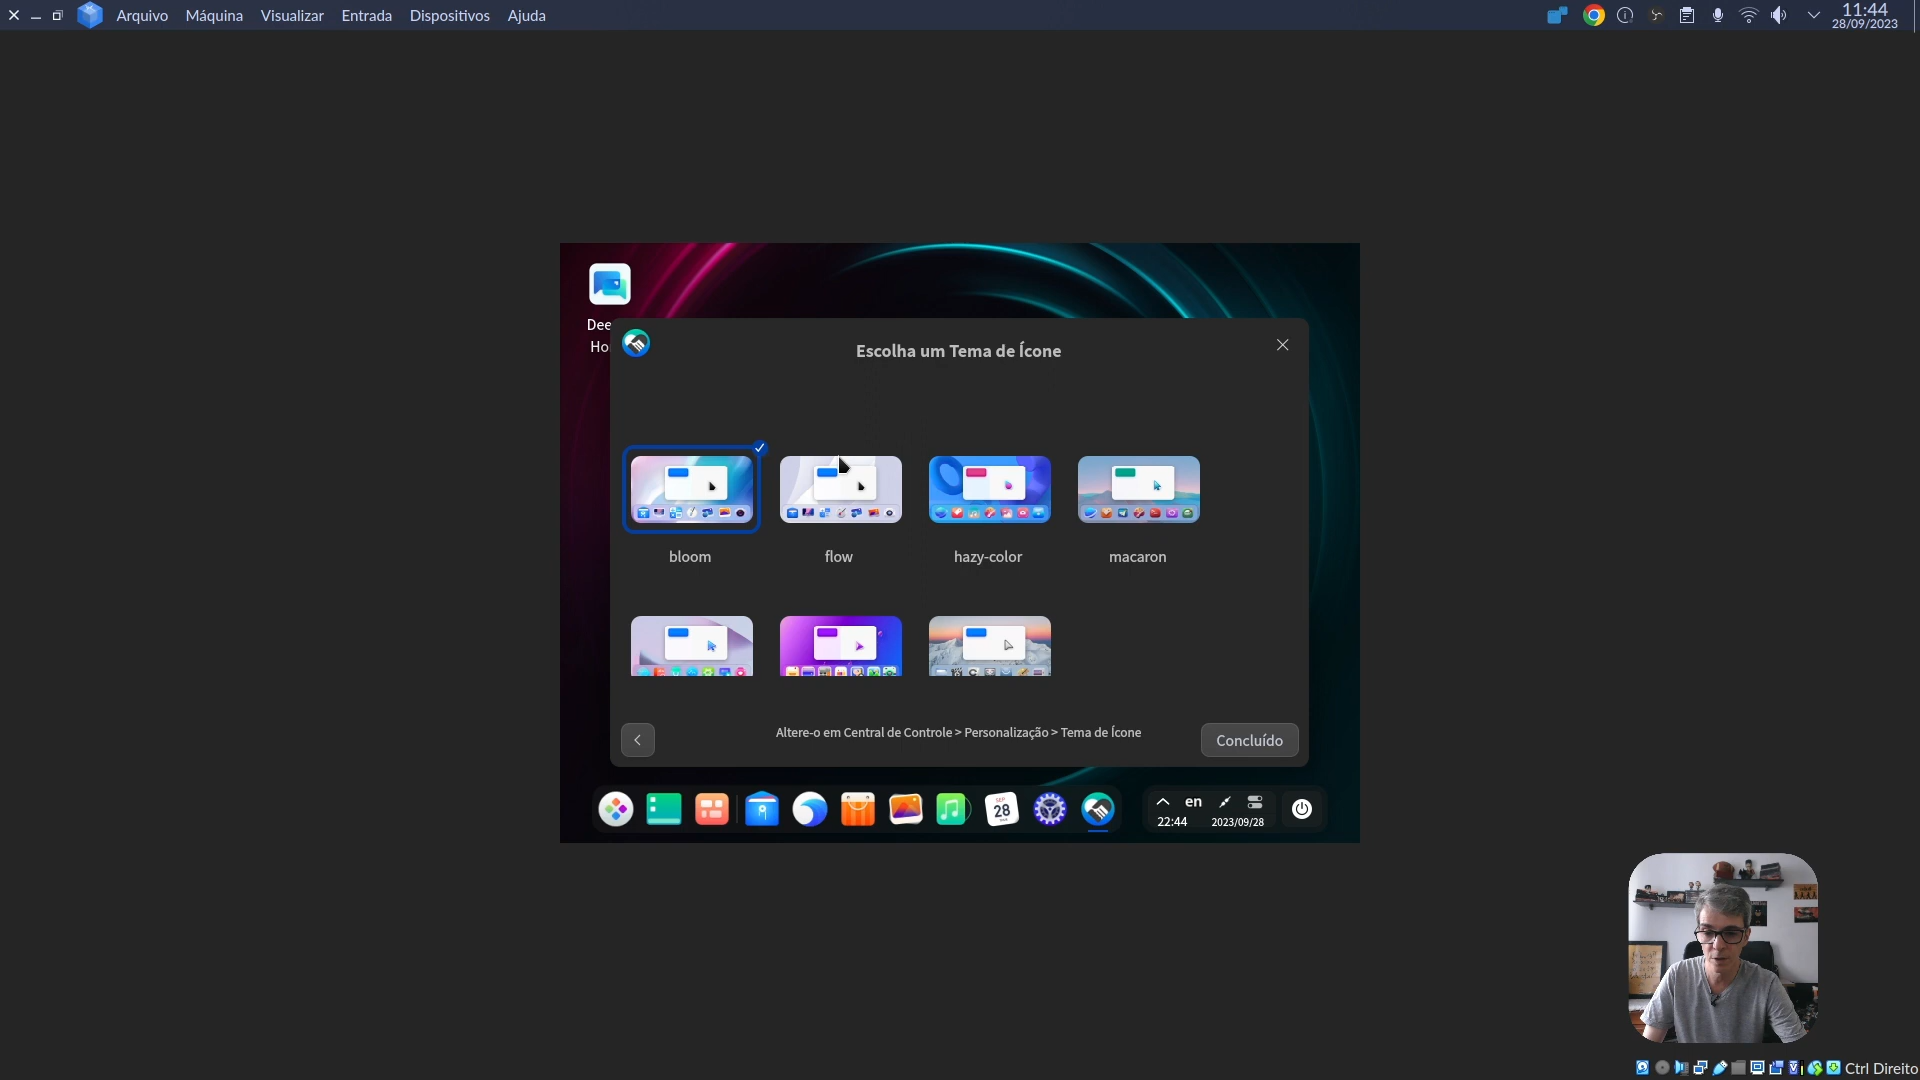 Arquivo Máquina Visualizar Entrada Dispositivos Ajuda
11:44
28/09/2023
Dee
Ho
Escolha um Tema de Ícone
bloom flow hazy-color macaron
Altere-o em Central de Controle > Personalização > Tema de Ícone
Concluído
SEP
28
en
22:44 2023/09/28
Ctrl Direito